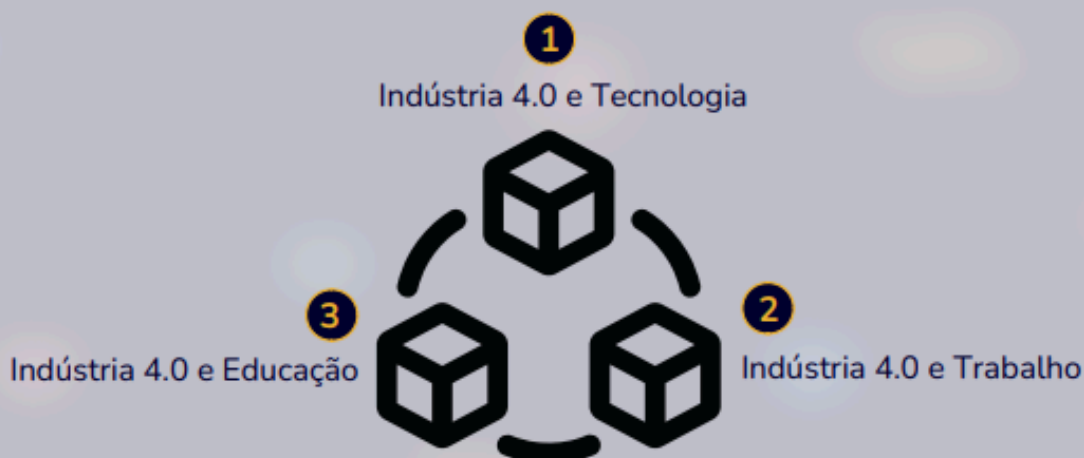 1
Indústria 4.0 e Tecnologia
3
Indústria 4.0 e Educação
2
Indústria 4.0 e Trabalho